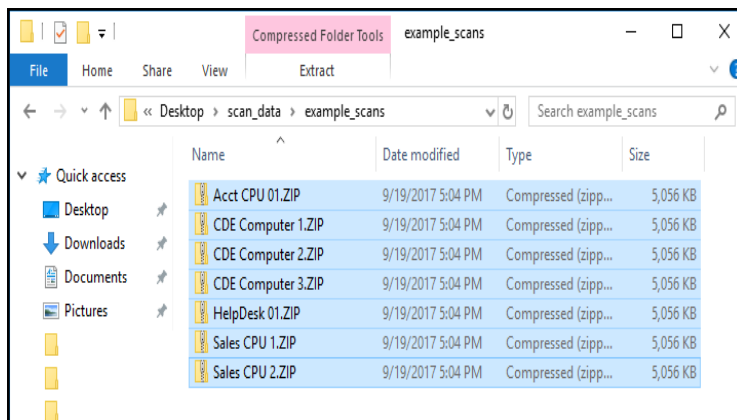 Compressed Folder Tools example_scans
File Home Share View Extract
« Desktop › scan_data › example_scans Search example_scans
Name Date modified Type Size
Quick access
Desktop
Downloads
Documents
Pictures
Acct CPU 01.ZIP 9/19/2017 5:04 PM Compressed (zipp... 5,056 KB
CDE Computer 1.ZIP 9/19/2017 5:04 PM Compressed (zipp... 5,056 KB
CDE Computer 2.ZIP 9/19/2017 5:04 PM Compressed (zipp... 5,056 KB
CDE Computer 3.ZIP 9/19/2017 5:04 PM Compressed (zipp... 5,056 KB
HelpDesk 01.ZIP 9/19/2017 5:04 PM Compressed (zipp... 5,056 KB
Sales CPU 1.ZIP 9/19/2017 5:04 PM Compressed (zipp... 5,056 KB
Sales CPU 2.ZIP 9/19/2017 5:04 PM Compressed (zipp... 5,056 KB